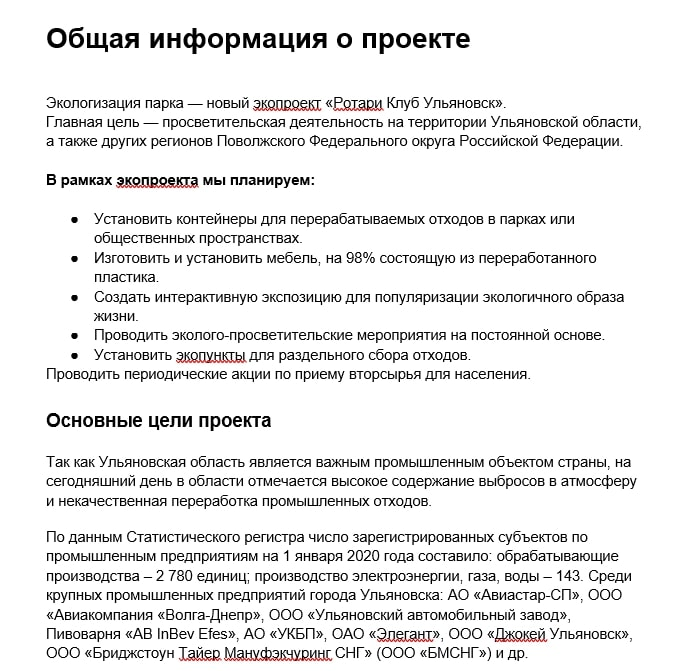 Общая информация о проекте
Экологизация парка — новый экопроект «Ротари Клуб Ульяновск».
Главная цель — просветительская деятельность на территории Ульяновской области,
а также других регионов Поволжского Федерального округа Российской Федерации.
В рамках экопроекта мы планируем:
● Установить контейнеры для перерабатываемых отходов в парках или
общественных пространствах.
● Изготовить и установить мебель, на 98% состоящую из переработанного
пластика.
● Создать интерактивную экспозицию для популяризации экологичного образа
жизни.
● Проводить эколого-просветительские мероприятия на постоянной основе.
● Установить экопункты для раздельного сбора отходов.
Проводить периодические акции по приему вторсырья для населения.
Основные цели проекта
Так как Ульяновская область является важным промышленным объектом страны, на
сегодняшний день в области отмечается высокое содержание выбросов в атмосферу
и некачественная переработка промышленных отходов.
По данным Статистического регистра число зарегистрированных субъектов по
промышленным предприятиям на 1 января 2020 года составило: обрабатывающие
производства – 2 780 единиц; производство электроэнергии, газа, воды – 143. Среди
крупных промышленных предприятий города Ульяновска: АО «Авиастар-СП», ООО
«Авиакомпания «Волга-Днепр», ООО «Ульяновский автомобильный завод»,
Пивоварня «AB InBev Efes», АО «УКБП», ОАО «Элегант», ООО «Джокей Ульяновск»,
ООО «Бриджстоун Тайер Мануфэкчуринг СНГ» (ООО «БМСНГ») и др.